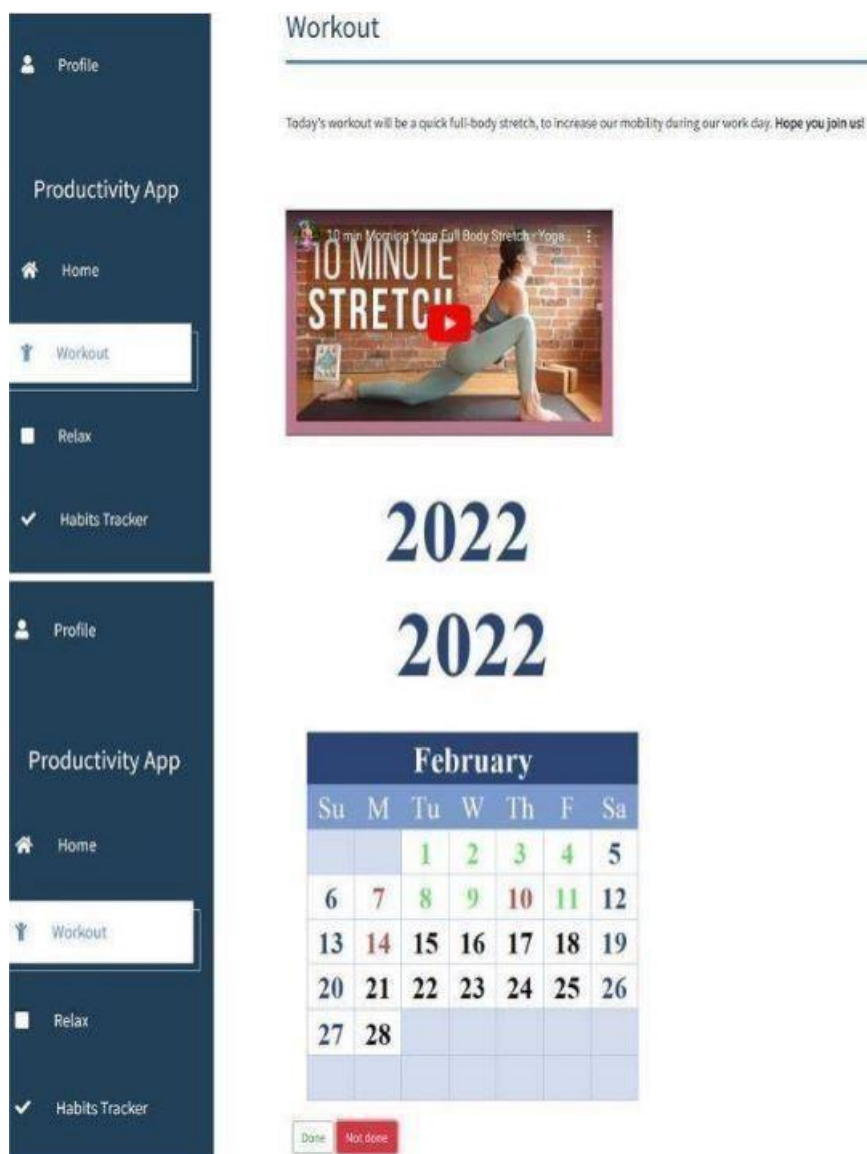 Workout
Profile
Today's workout will be a quick full-body stretch, to increase our mobility during our work day. Hope you join us!
Productivity App
10 min Morning Yoga Full Body Stretch - Yoga...
10 MINUTE
STRETCH
Home
Workout
Relax
Habits Tracker
2022
Profile
2022
Productivity App
February
Su M Tu W Th F Sa
1 2 3 4 5
6 7 8 9 10 11 12
13 14 15 16 17 18 19
20 21 22 23 24 25 26
27 28
Home
Workout
Relax
Habits Tracker
Done Not done